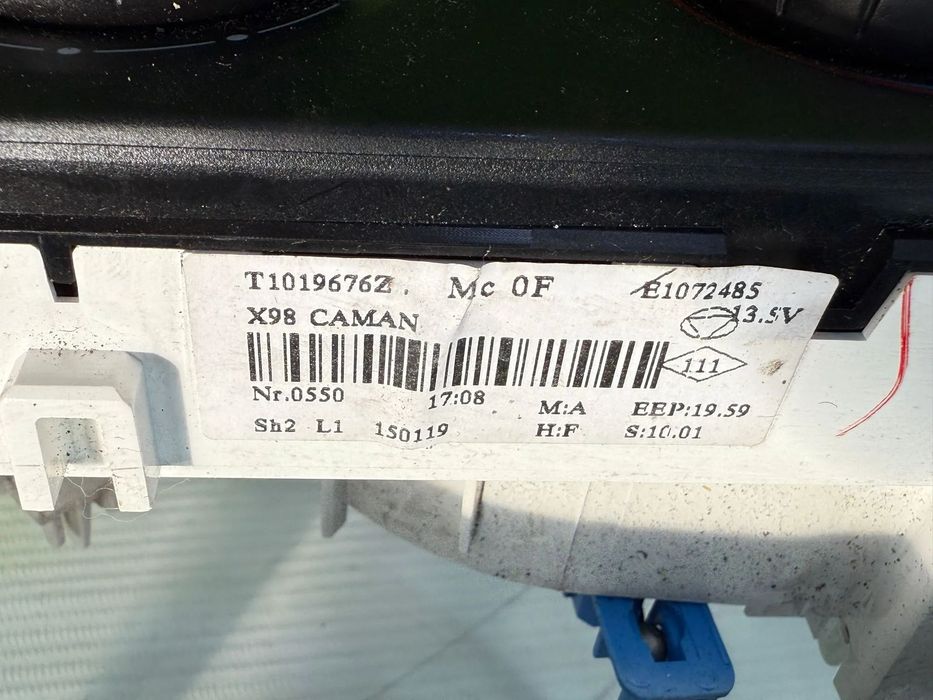 T1019676Z. Mc 0F E1072485
X98 CAMAN 13.5V
111
Nr.0550 17:08 M:A EEP:19.59
Sh2 L1 150119 H:F S:10.01